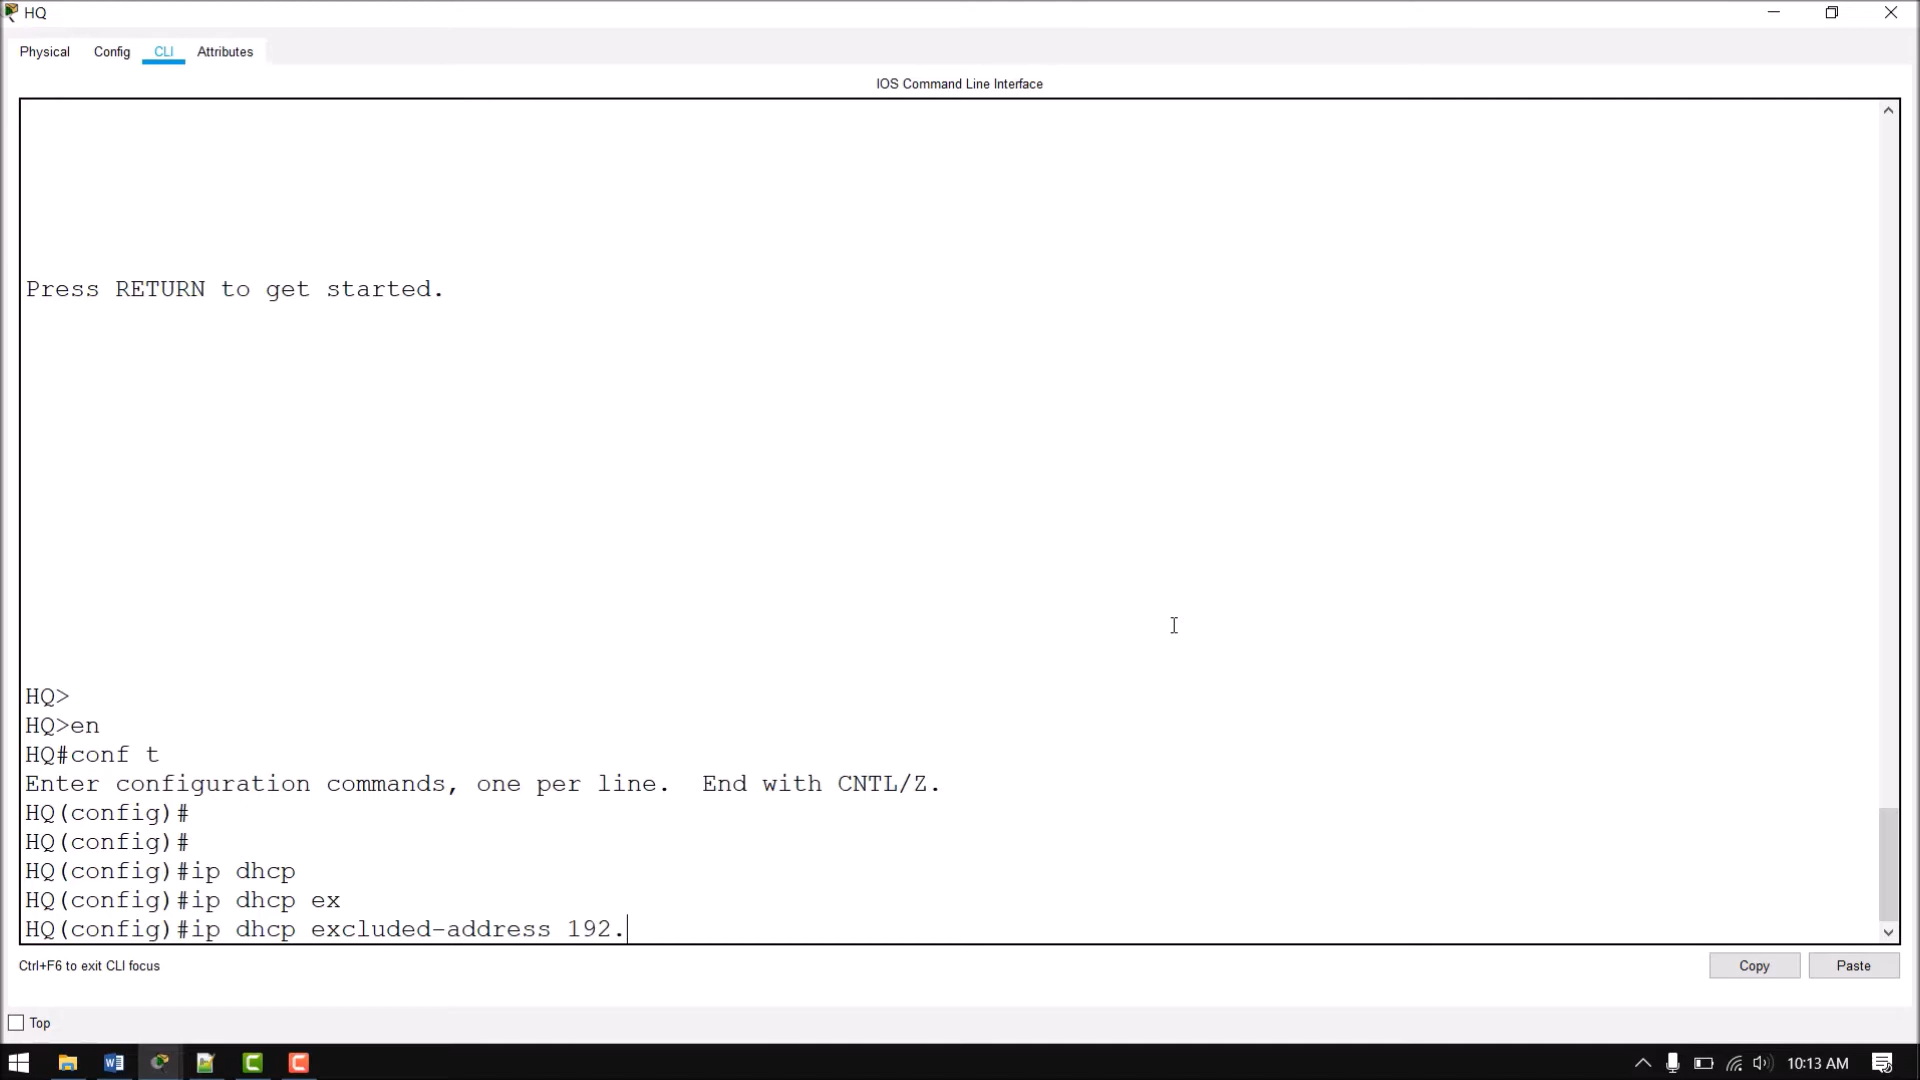 HQ
Physical Config CLI Attributes
IOS Command Line Interface
Press RETURN to get started.
HQ>
HQ>en
HQ#conf t
Enter configuration commands, one per line.  End with CNTL/Z.
HQ(config)#
HQ(config)#
HQ(config)#ip dhcp
HQ(config)#ip dhcp ex
HQ(config)#ip dhcp excluded-address 192.
Ctrl+F6 to exit CLI focus
Copy Paste
Top
10:13 AM